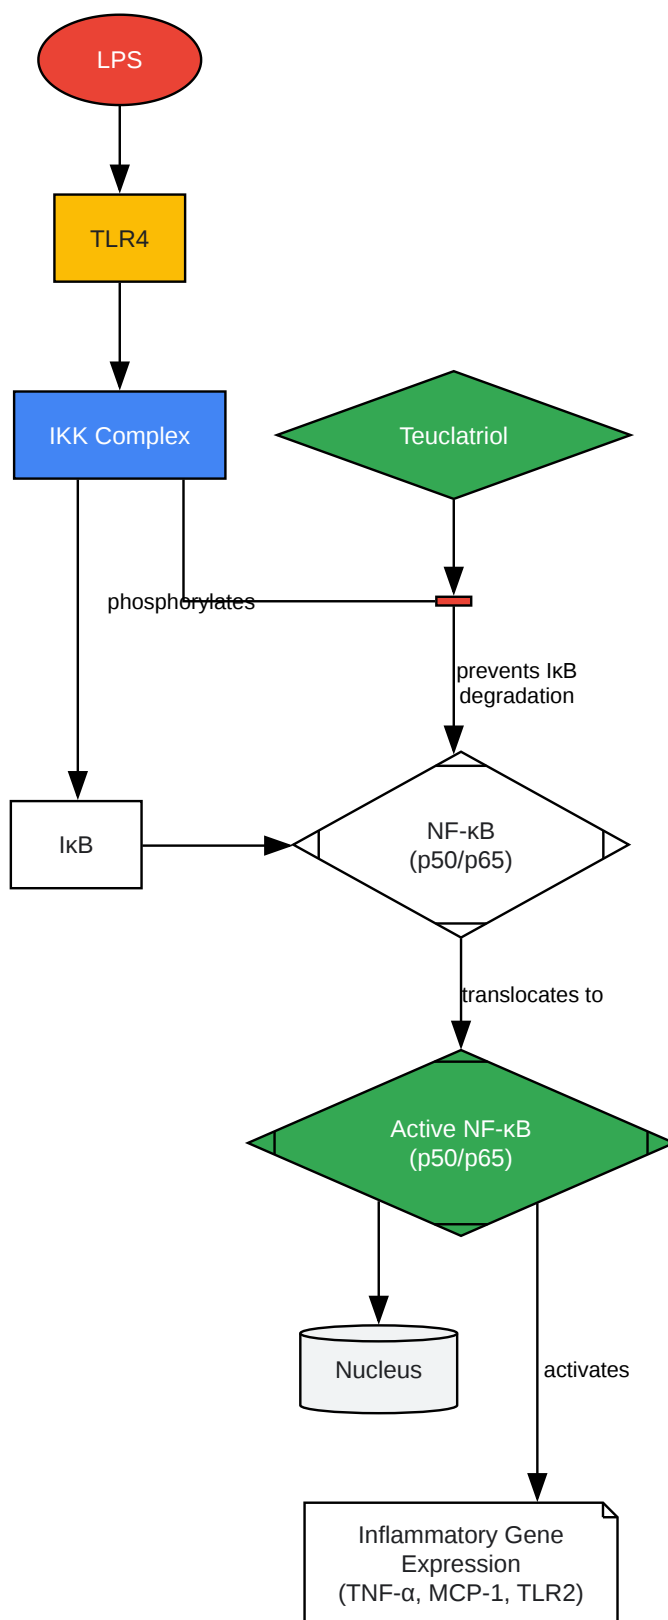 LPS
TLR4
IKK Complex
Teuclatriol
phosphorylates
prevents IκB
degradation
IκB
NF-κB
(p50/p65)
translocates to
Active NF-κB
(p50/p65)
Nucleus
activates
Inflammatory Gene
Expression
(TNF-α, MCP-1, TLR2)